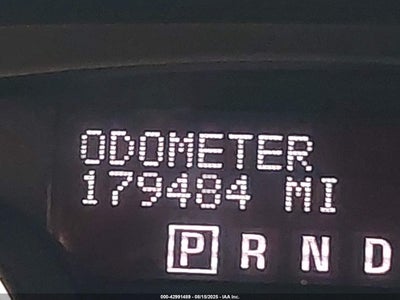 ODOMETER
179484 MI
P R N D
000-42991489 - 08/15/2025 - IAA Inc.